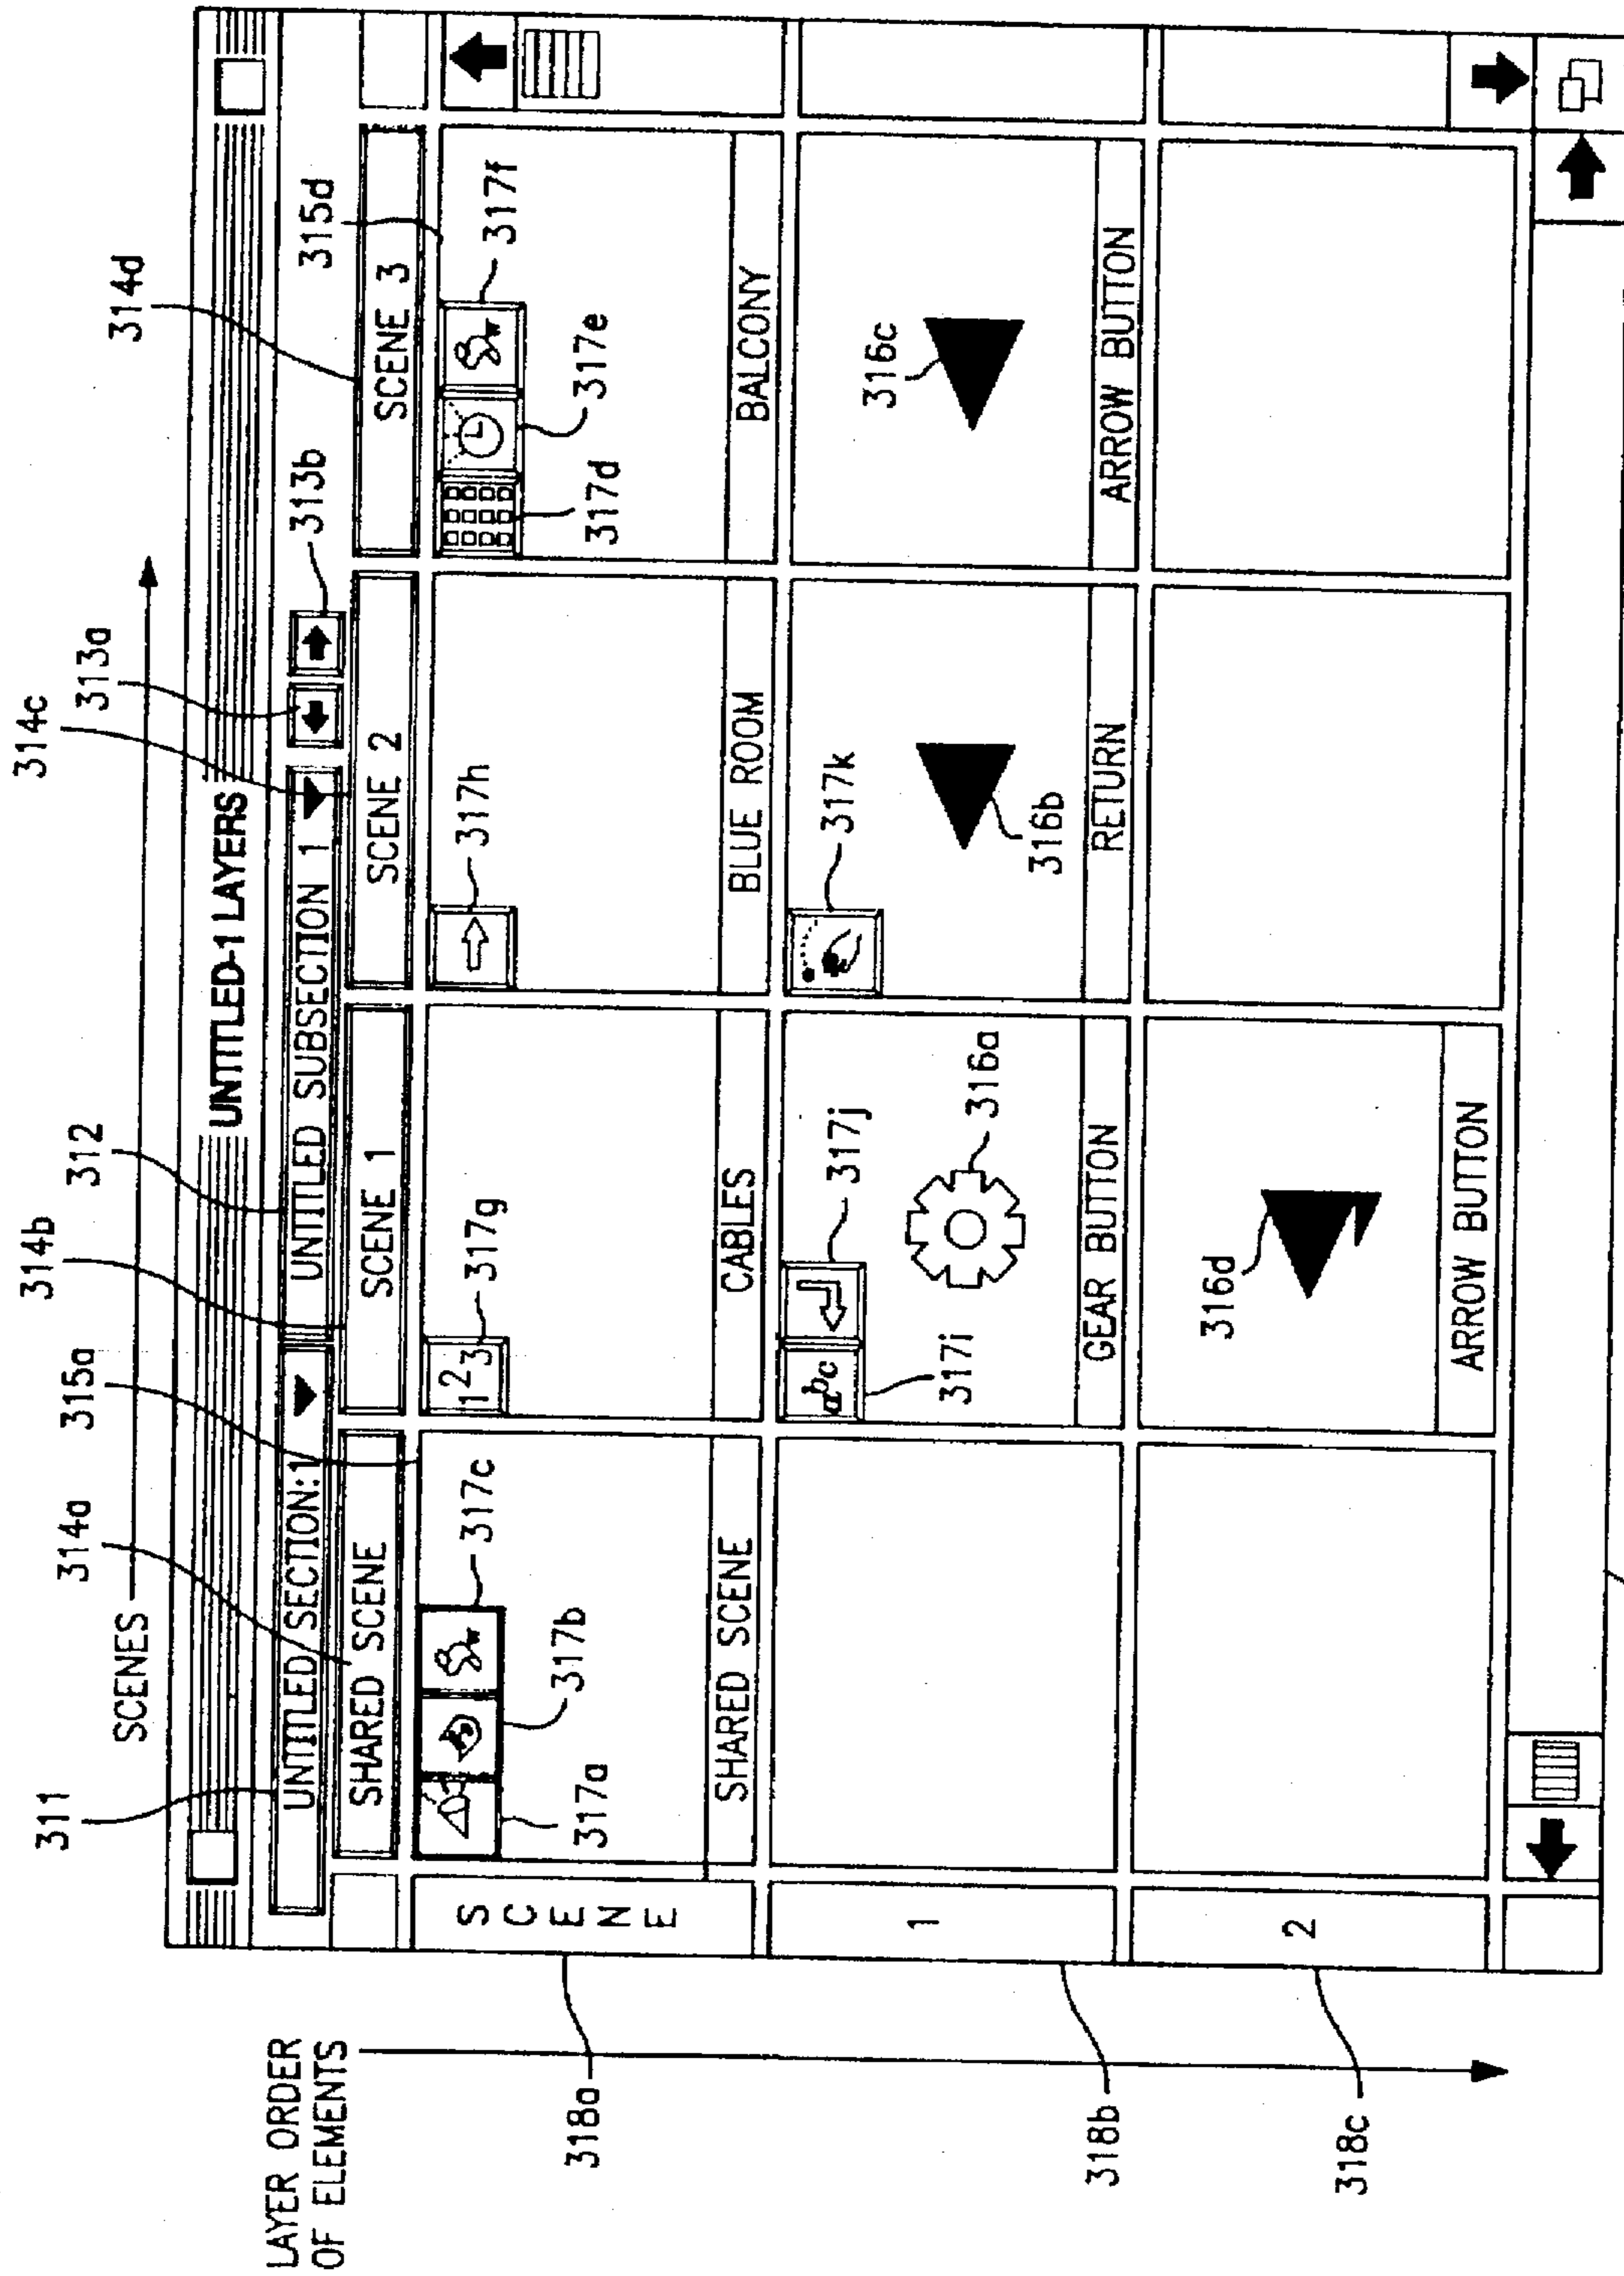 314c
314d
314b
312
313a
313b
314a
315a
315d
311
SCENES
UNTITLED-1 LAYERS
UNTITLED SECTION:1
UNTITLED SUBSECTION 1
SHARED SCENE
SCENE 1
SCENE 2
SCENE 3
LAYER ORDER
OF ELEMENTS
SCENE
123
317a
317b
317c
317g
317h
317d
317e
317f
SHARED SCENE
CABLES
BLUE ROOM
BALCONY
318a
1
abc
317i
317j
316a
317k
316b
316c
GEAR BUTTON
RETURN
ARROW BUTTON
318b
2
316d
ARROW BUTTON
318c